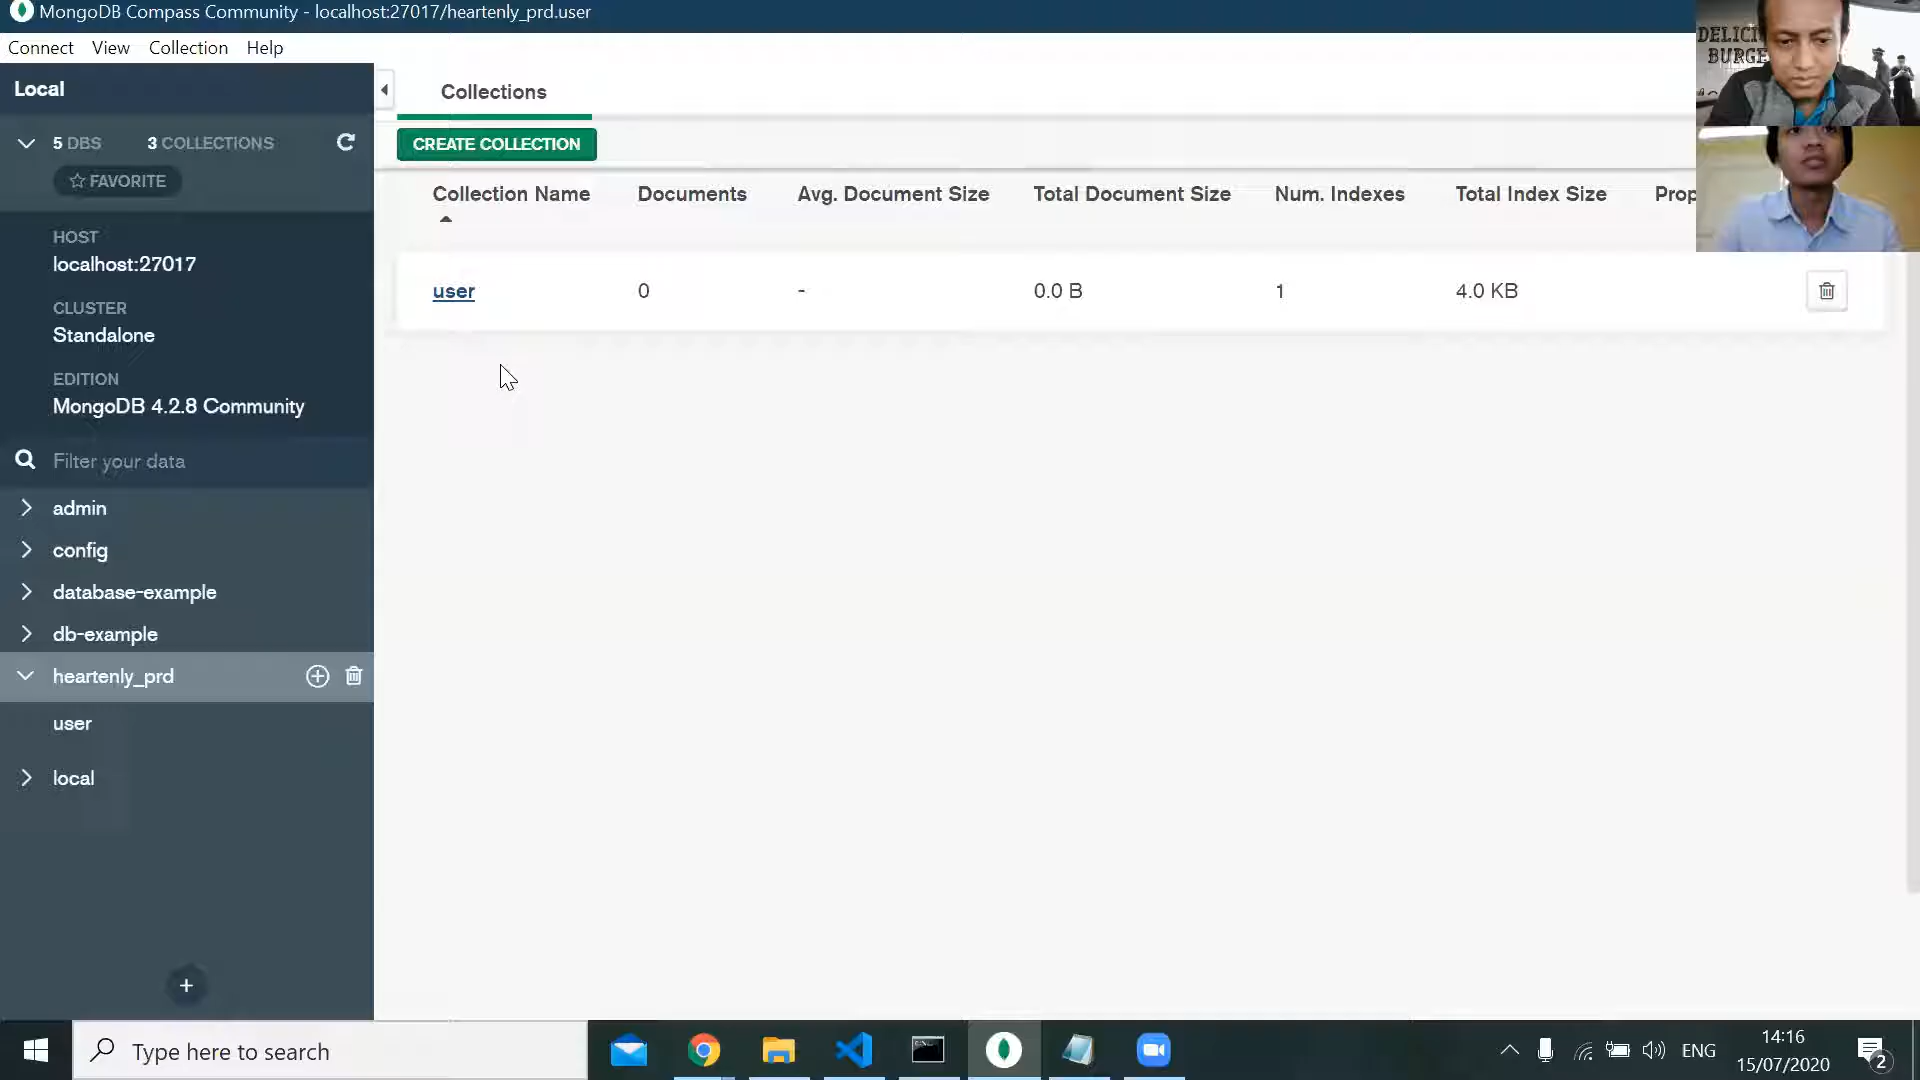 MongoDB Compass Community - localhost:27017/heartenly_prd.user
Connect View Collection Help
Local
5 DBS 3 COLLECTIONS
FAVORITE
HOST
localhost:27017
CLUSTER
Standalone
EDITION
MongoDB 4.2.8 Community
Filter your data
admin
config
database-example
db-example
heartenly_prd
user
local
Collections
CREATE COLLECTION
Collection Name Documents Avg. Document Size Total Document Size Num. Indexes Total Index Size Prop
user 0 - 0.0 B 1 4.0 KB
DELICI
BURGE
Type here to search
ENG
14:16
15/07/2020
2